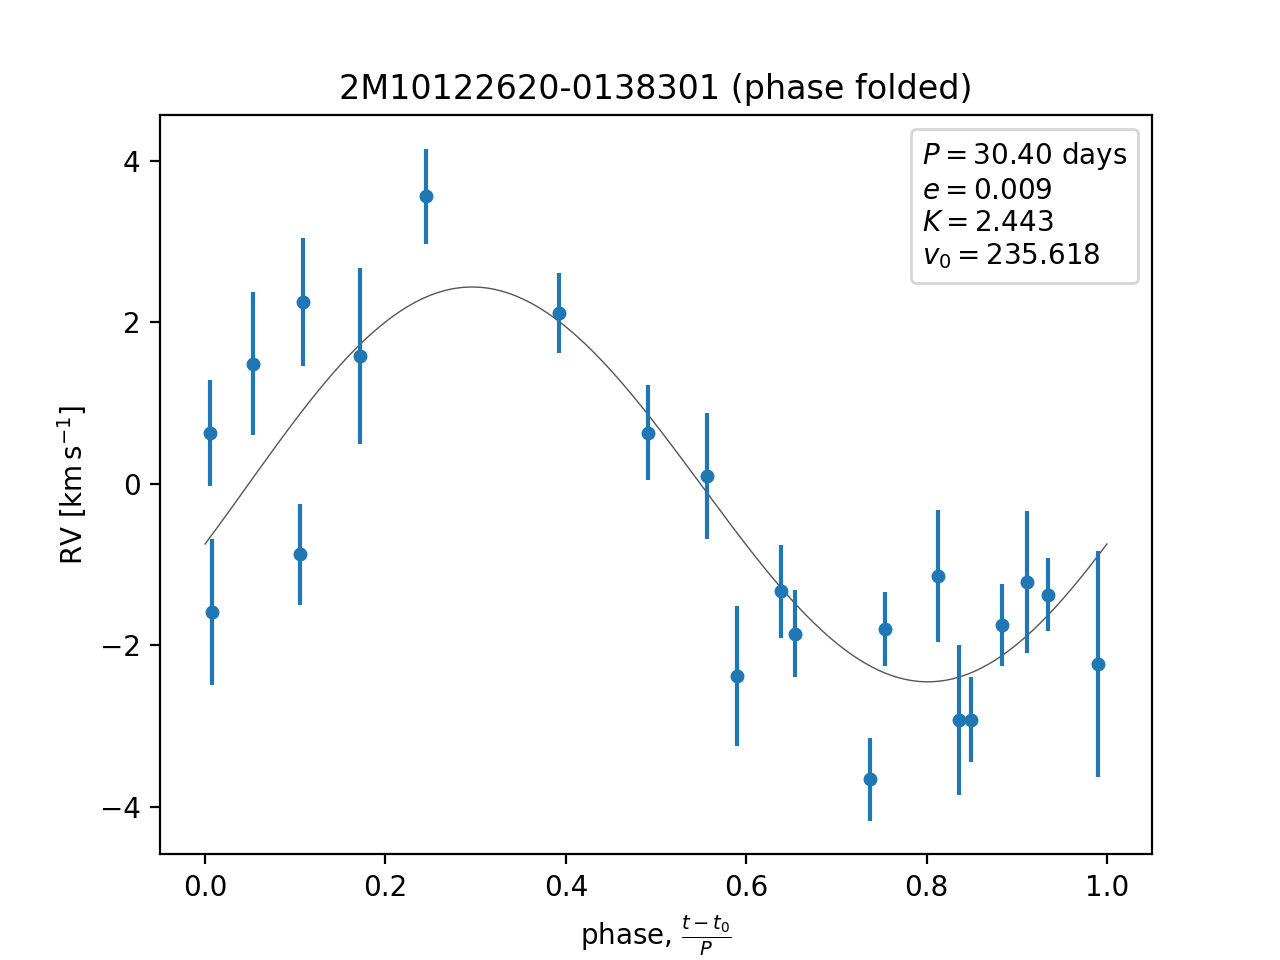 2M10122620-0138301 (phase folded)
P = 30.40 days
e = 0.009
K = 2.443
v₀ = 235.618
4
2
0
−2
−4
RV [km s⁻¹]
0.0 0.2 0.4 0.6 0.8 1.0
phase, (t − t₀)/P